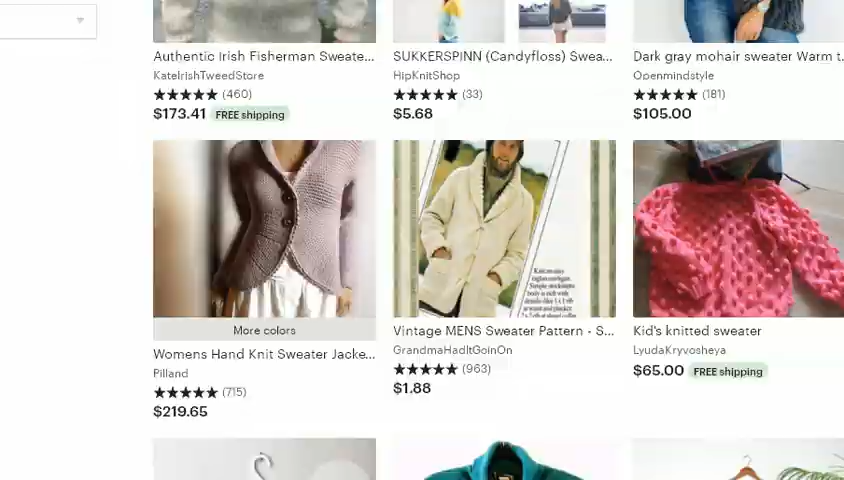 Authentic Irish Fisherman Sweate...
KateIrishTweedStore
(460)
$173.41 FREE shipping
SUKKERSPINN (Candyfloss) Swea...
HipKnitShop
(33)
$5.68
Dark gray mohair sweater Warm t.
Openmindstyle
(181)
$105.00
More colors
Womens Hand Knit Sweater Jacke...
Pilland
(715)
$219.65
Vintage MENS Sweater Pattern - S...
GrandmaHadItGoinOn
(963)
$1.88
Kid's knitted sweater
LyudaKryvosheya
$65.00 FREE shipping